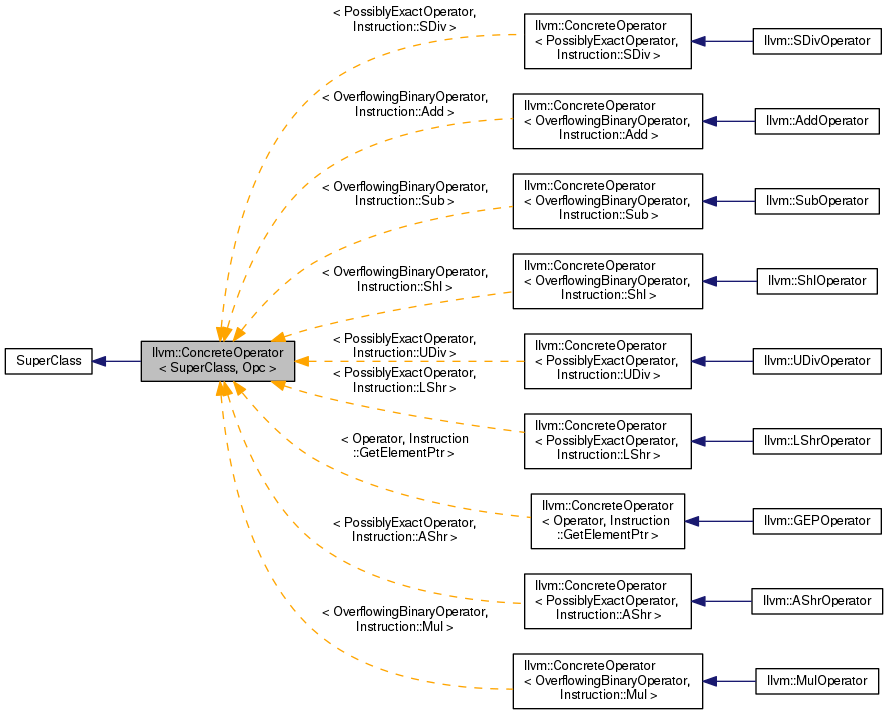 < PossiblyExactOperator,
Instruction::SDiv >
llvm::ConcreteOperator
< PossiblyExactOperator,
Instruction::SDiv >
llvm::SDivOperator
< OverflowingBinaryOperator,
Instruction::Add >
llvm::ConcreteOperator
< OverflowingBinaryOperator,
Instruction::Add >
llvm::AddOperator
< OverflowingBinaryOperator,
Instruction::Sub >
llvm::ConcreteOperator
< OverflowingBinaryOperator,
Instruction::Sub >
llvm::SubOperator
< OverflowingBinaryOperator,
Instruction::Shl >
llvm::ConcreteOperator
< OverflowingBinaryOperator,
Instruction::Shl >
llvm::ShlOperator
SuperClass
llvm::ConcreteOperator
< SuperClass, Opc >
< PossiblyExactOperator,
Instruction::UDiv >
llvm::ConcreteOperator
< PossiblyExactOperator,
Instruction::UDiv >
llvm::UDivOperator
< PossiblyExactOperator,
Instruction::LShr >
llvm::ConcreteOperator
< PossiblyExactOperator,
Instruction::LShr >
llvm::LShrOperator
< Operator, Instruction
::GetElementPtr >
llvm::ConcreteOperator
< Operator, Instruction
::GetElementPtr >
llvm::GEPOperator
< PossiblyExactOperator,
Instruction::AShr >
llvm::ConcreteOperator
< PossiblyExactOperator,
Instruction::AShr >
llvm::AShrOperator
< OverflowingBinaryOperator,
Instruction::Mul >
llvm::ConcreteOperator
< OverflowingBinaryOperator,
Instruction::Mul >
llvm::MulOperator